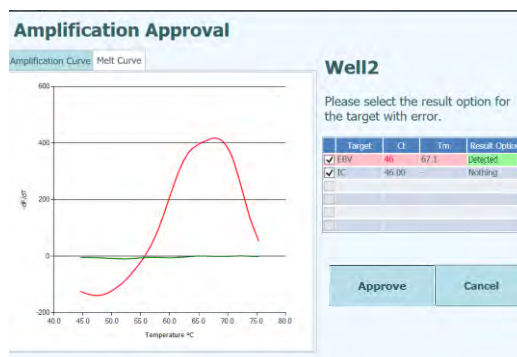 Amplification Approval
Amplification Curve Melt Curve
600
400
200
0
-200
-dF/dT
40.0 45.0 50.0 55.0 60.0 65.0 70.0 75.0 80.0
Temperature °C
Well2
Please select the result option for
the target with error.
Target Ct Tm Result Option
EBV 46 67.1 Detected
IC 46.00 - Nothing
Approve Cancel